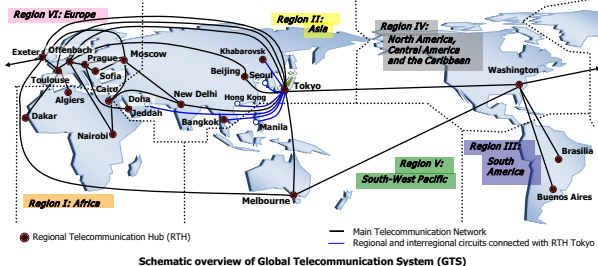 Region VI: Europe
Region II:
Asia
Region IV:
North America,
Central America
and the Caribbean
Exeter
Offenbach
Prague
Moscow
Khabarovsk
Toulouse
Sofia
Beijing
Seoul
Washington
Algiers
Cairo
Doha
New Delhi
Hong Kong
Tokyo
Jeddah
Dakar
Nairobi
Bangkok
Manila
Region III:
South
America
Brasilia
Region V:
South-West Pacific
Buenos Aires
Region I: Africa
Melbourne
Regional Telecommunication Hub (RTH)
Main Telecommunication Network
Regional and interregional circuits connected with RTH Tokyo
Schematic overview of Global Telecommunication System (GTS)